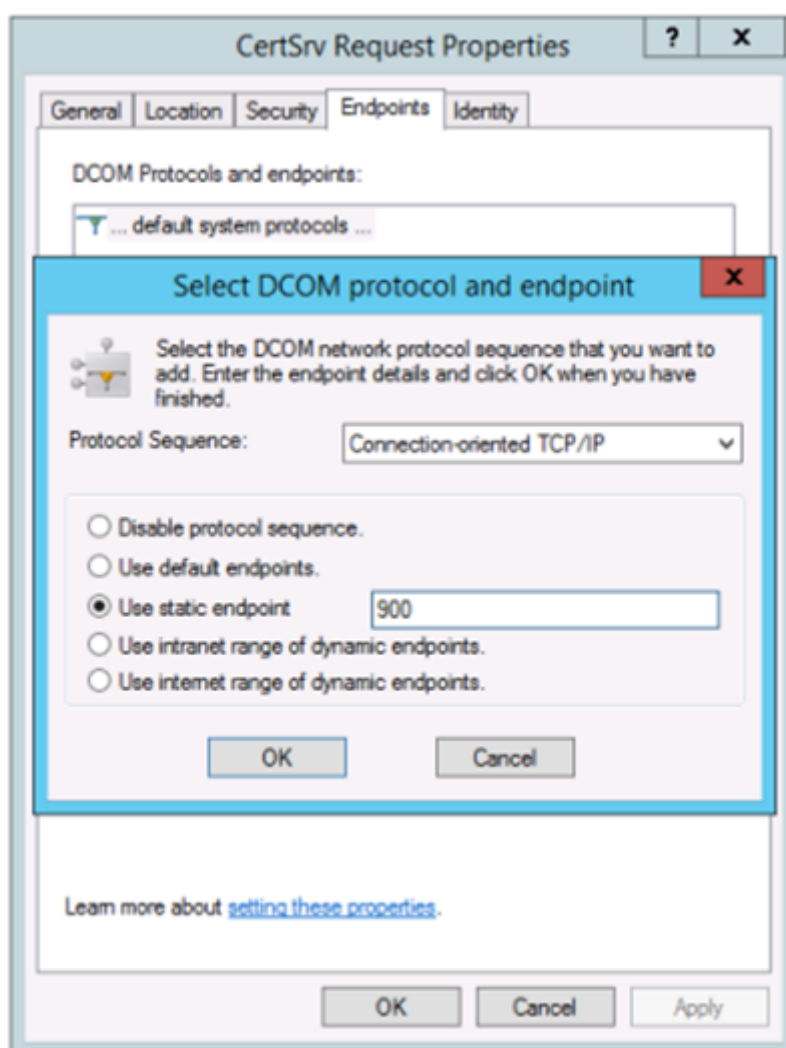 CertSrv Request Properties
? x
General Location Security Endpoints Identity
DCOM Protocols and endpoints:
... default system protocols ...
Select DCOM protocol and endpoint
x
Select the DCOM network protocol sequence that you want to
add. Enter the endpoint details and click OK when you have
finished.
Protocol Sequence: Connection-oriented TCP/IP
Disable protocol sequence.
Use default endpoints.
Use static endpoint 900
Use intranet range of dynamic endpoints.
Use internet range of dynamic endpoints.
OK Cancel
Learn more about setting these properties.
OK Cancel Apply